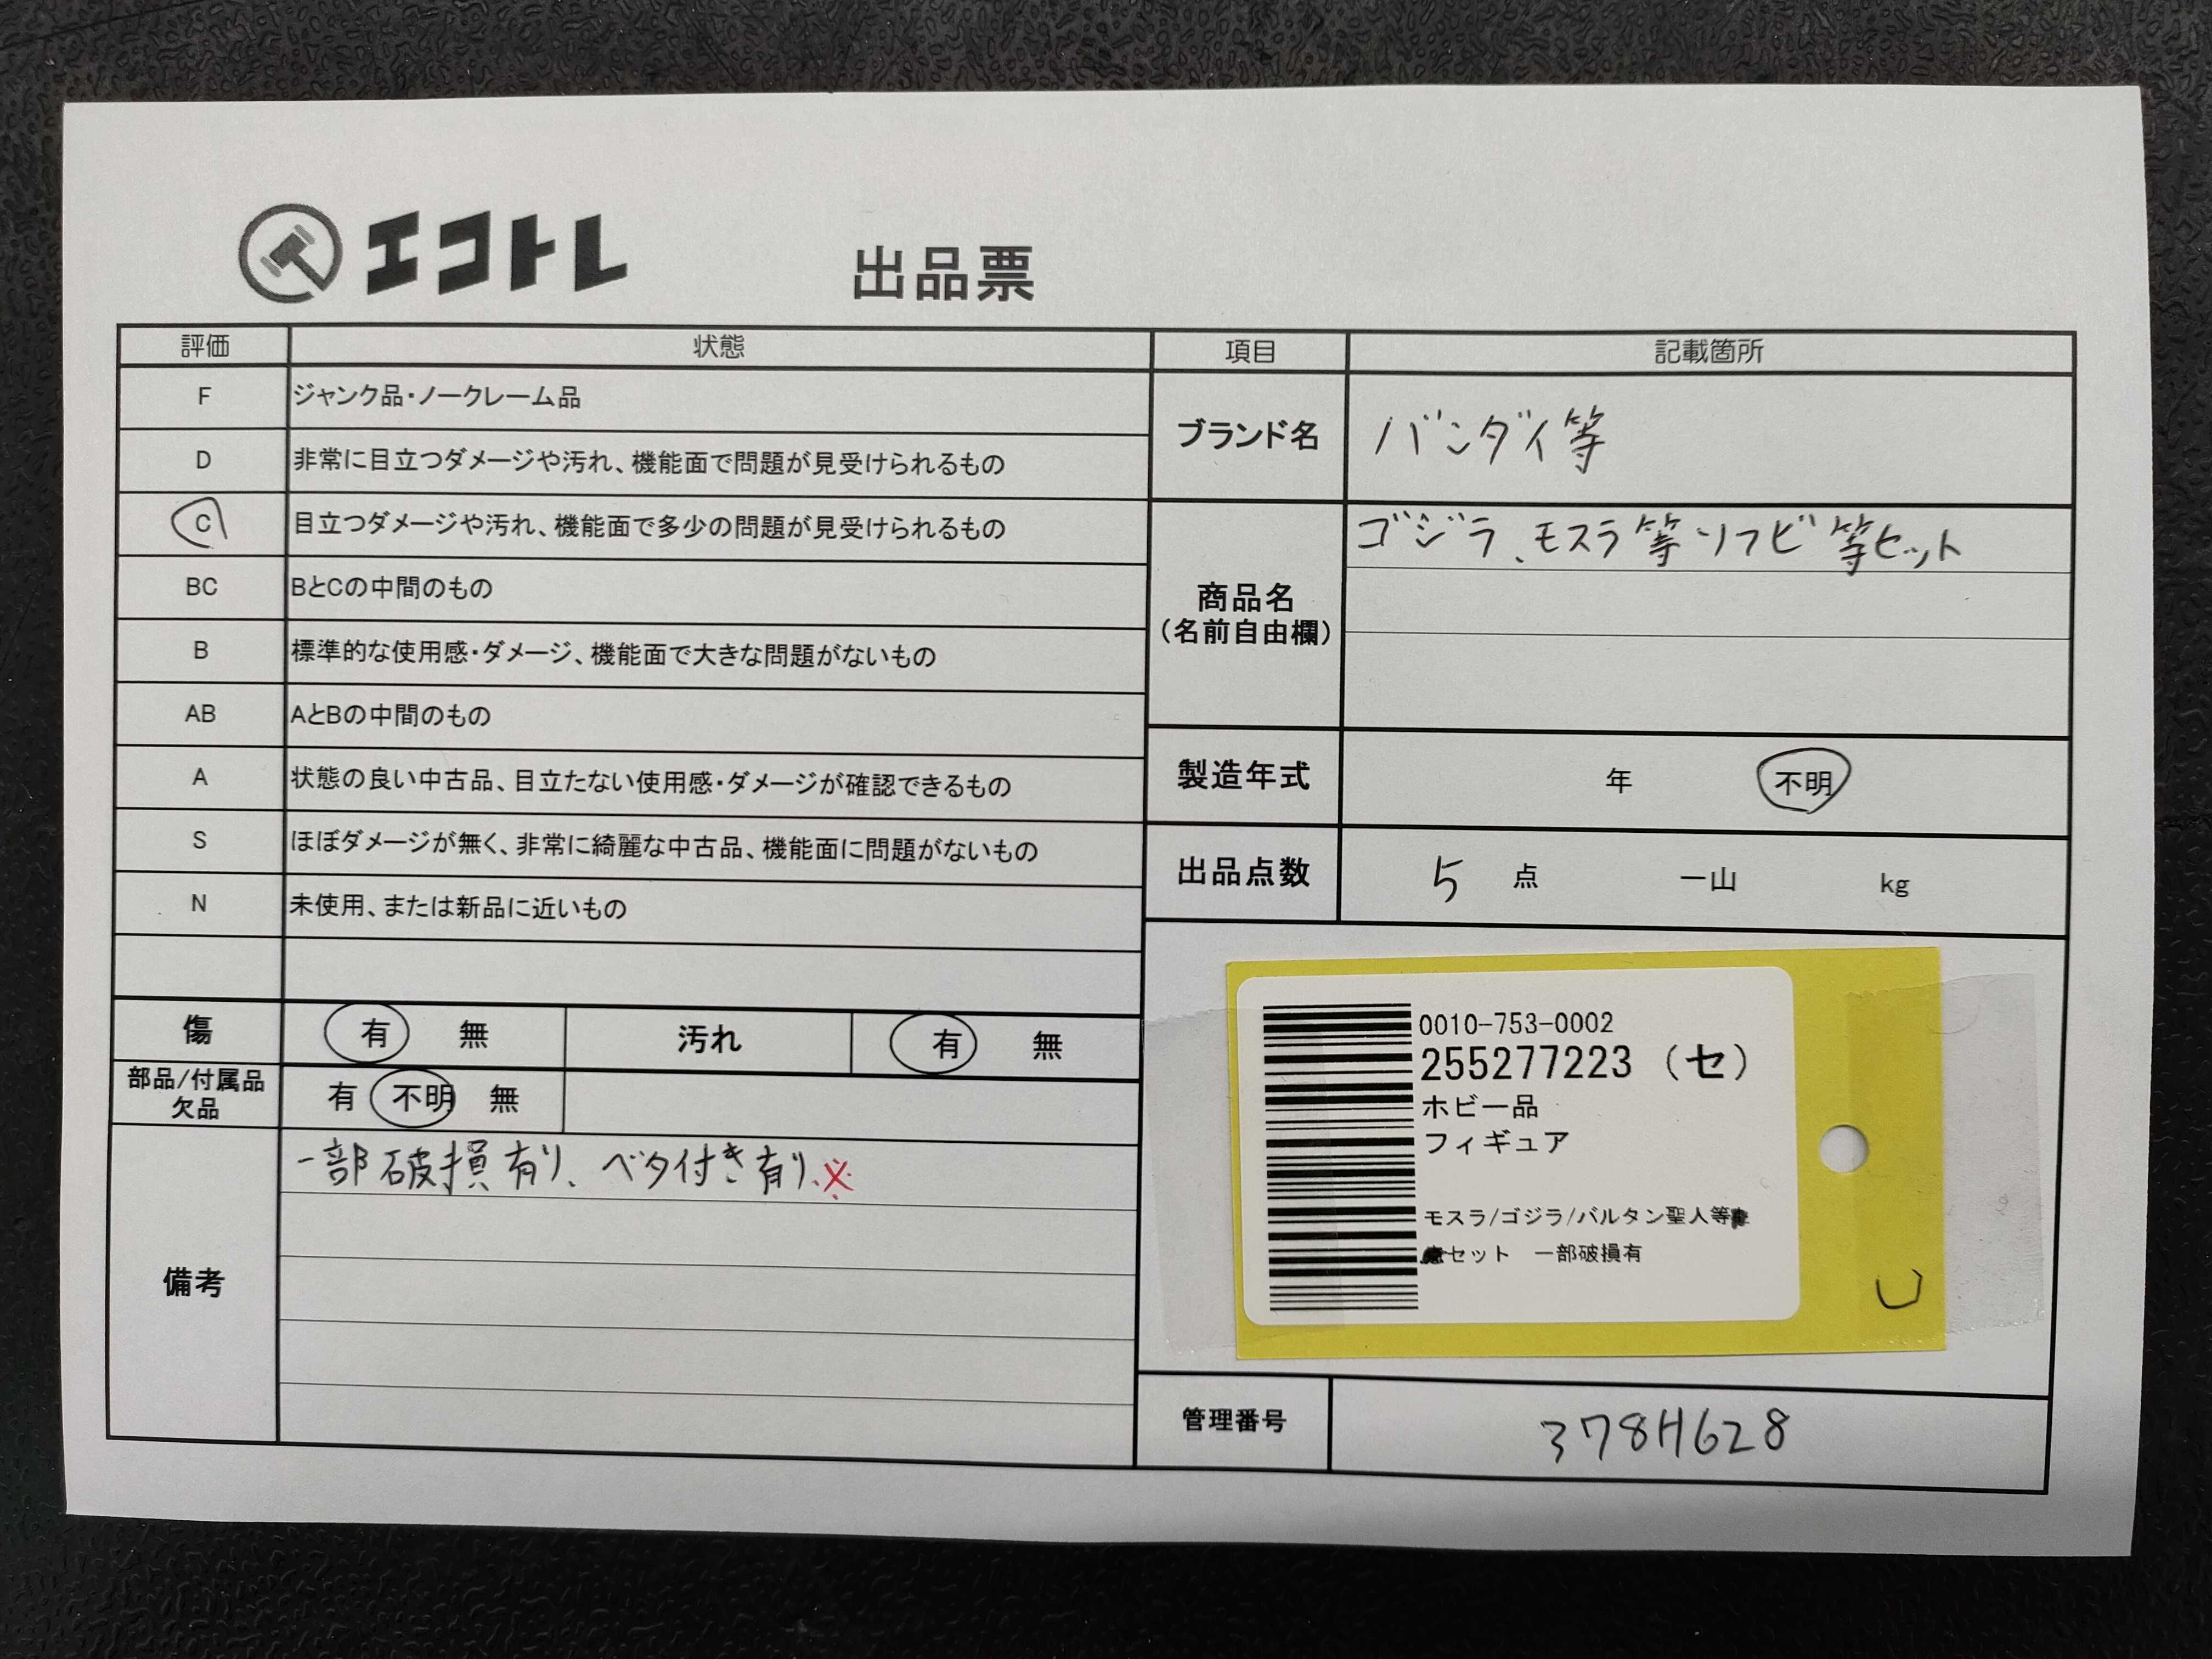 エコトレ
出品票
評価 状態
F ジャンク品・ノークレーム品
D 非常に目立つダメージや汚れ、機能面で問題が見受けられるもの
C 目立つダメージや汚れ、機能面で多少の問題が見受けられるもの
BC BとCの中間のもの
B 標準的な使用感・ダメージ、機能面で大きな問題がないもの
AB AとBの中間のもの
A 状態の良い中古品、目立たない使用感・ダメージが確認できるもの
S ほぼダメージが無く、非常に綺麗な中古品、機能面に問題がないもの
N 未使用、または新品に近いもの
傷 有 無 汚れ 有 無
部品/付属品
欠品 有 不明 無
備考 一部破損有り、ベタ付き有り、※
項目 記載箇所
ブランド名 バンダイ等
商品名
(名前自由欄)
ゴジラ、モスラ等ソフビ等セット
製造年式 年 不明
出品点数 5 点 一山 kg
0010-753-0002
255277223 (セ)
ホビー品
フィギュア
モスラ/ゴジラ/バルタン聖人等
セット 一部破損有
管理番号 378H628